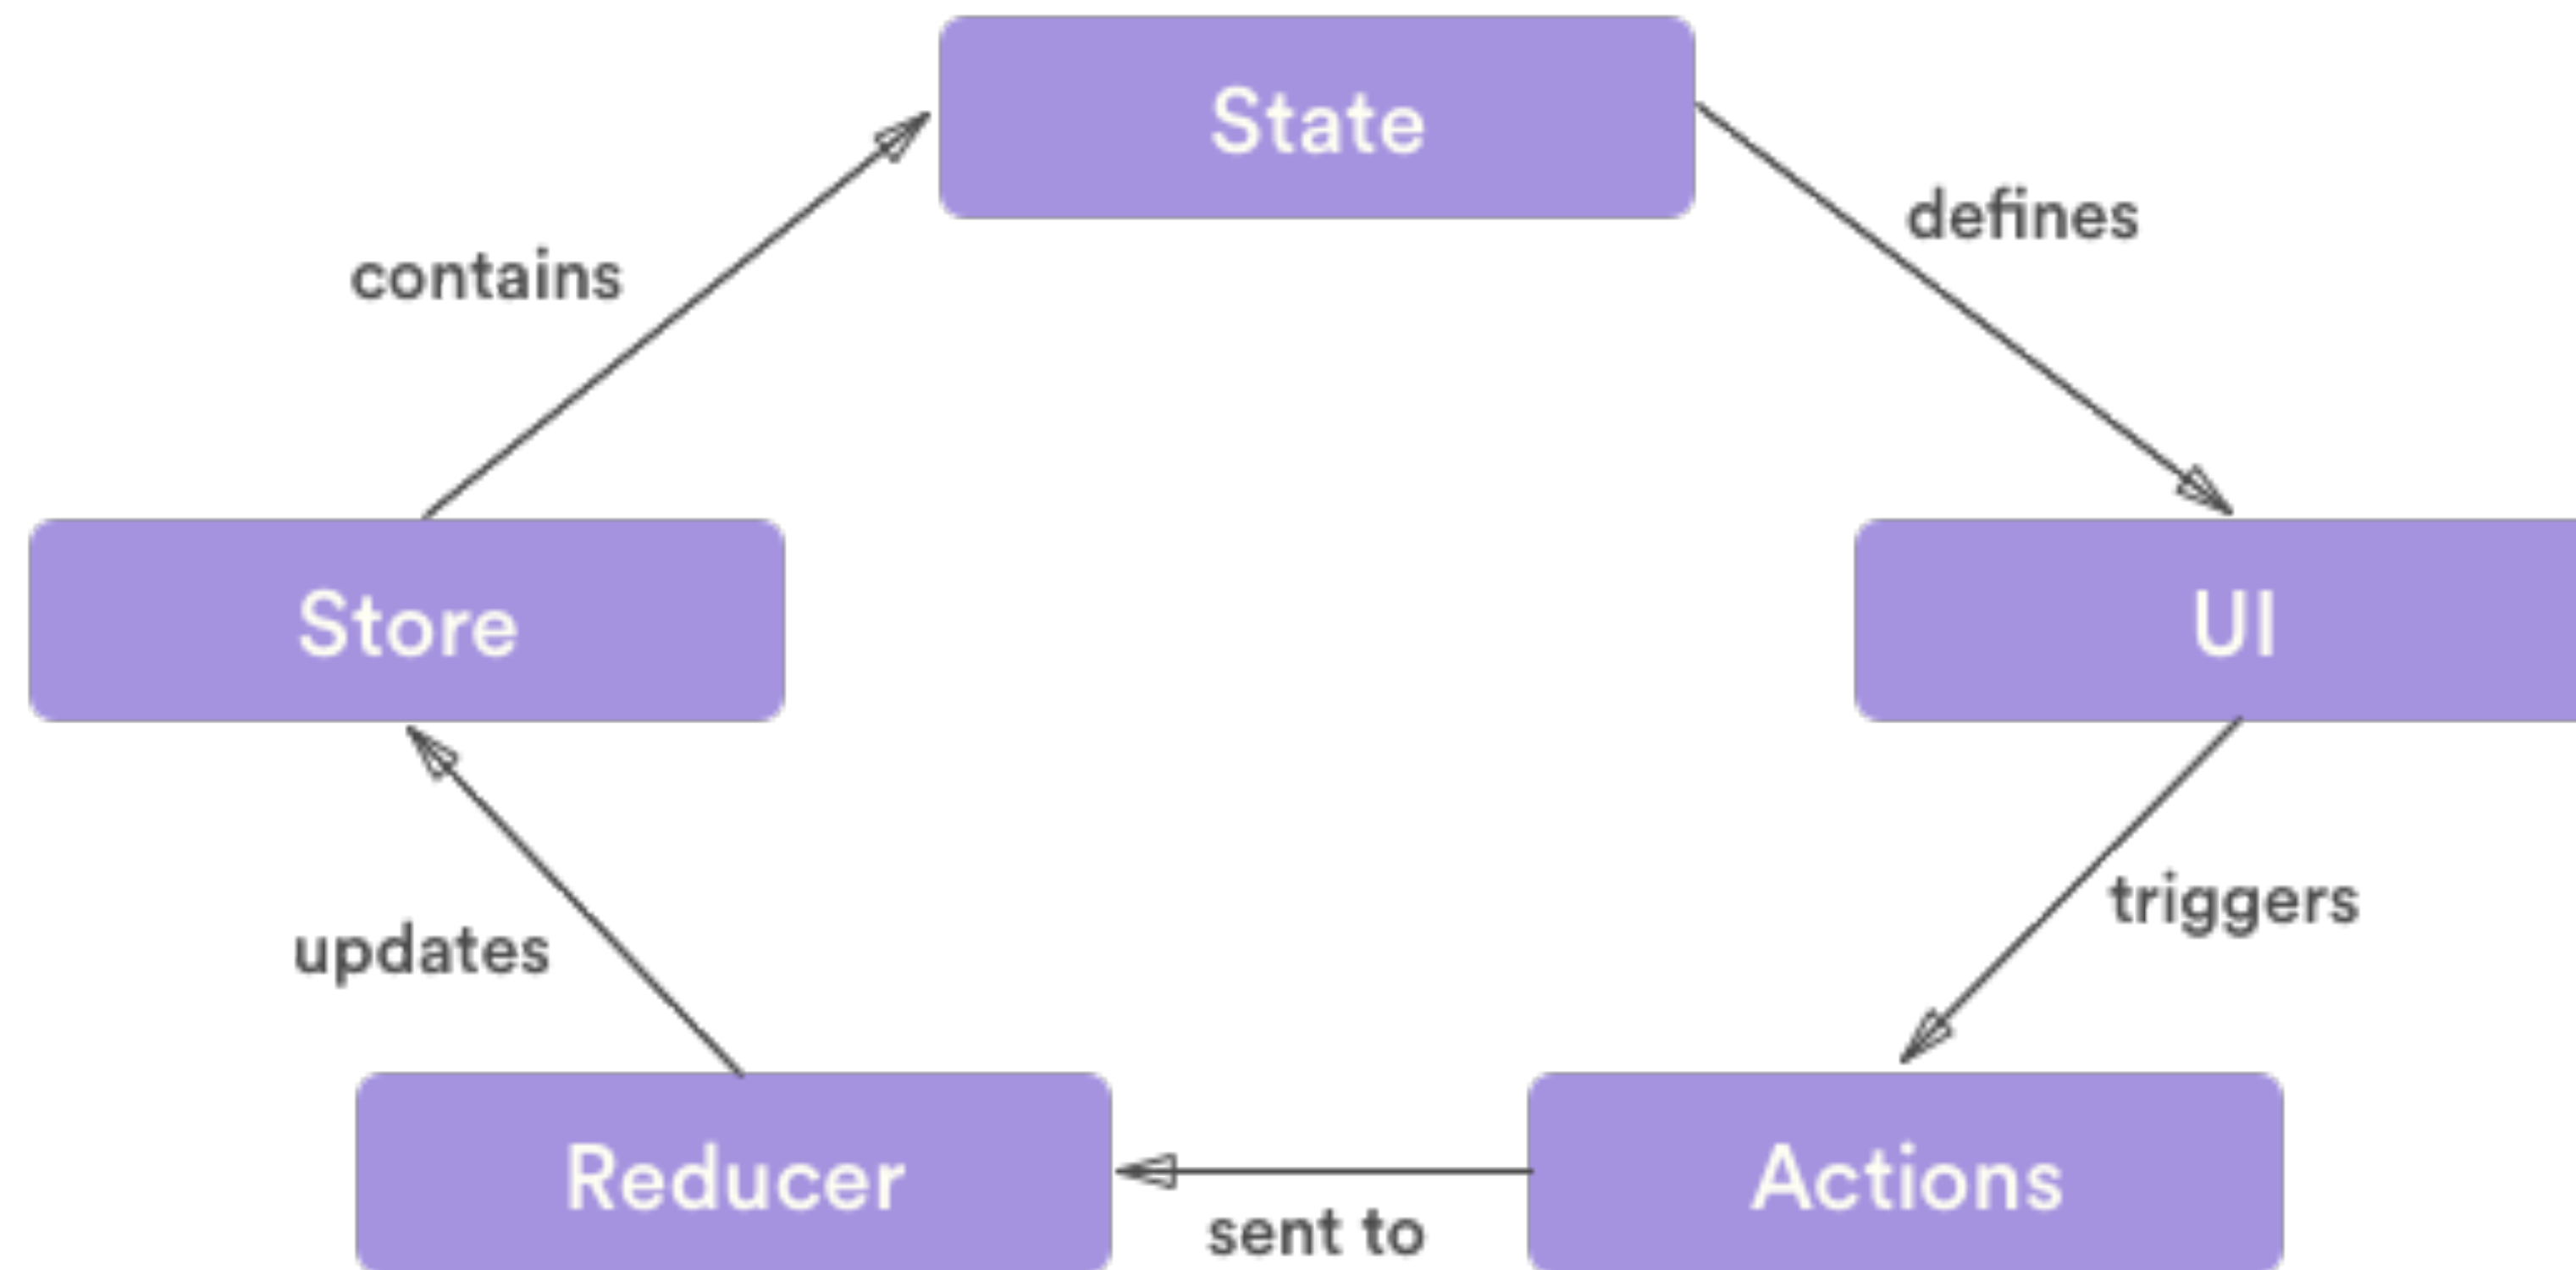 State
defines
contains
Store
UI
triggers
updates
Reducer
Actions
sent to